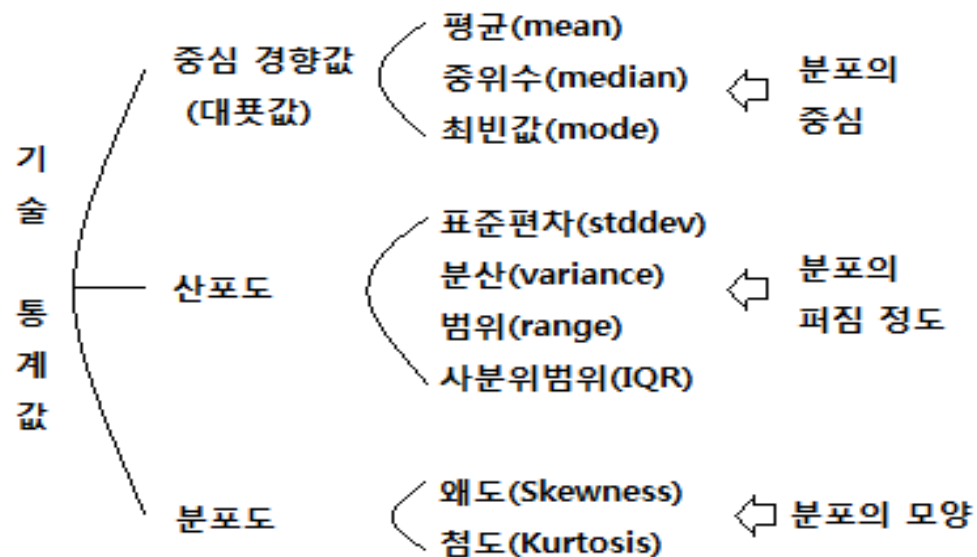 기술 통계값
중심 경향값
(대푯값)
평균(mean)
중위수(median)
최빈값(mode)
분포의
중심
산포도
표준편차(stddev)
분산(variance)
범위(range)
사분위범위(IQR)
분포의
퍼짐 정도
분포도
왜도(Skewness)
첨도(Kurtosis)
분포의 모양